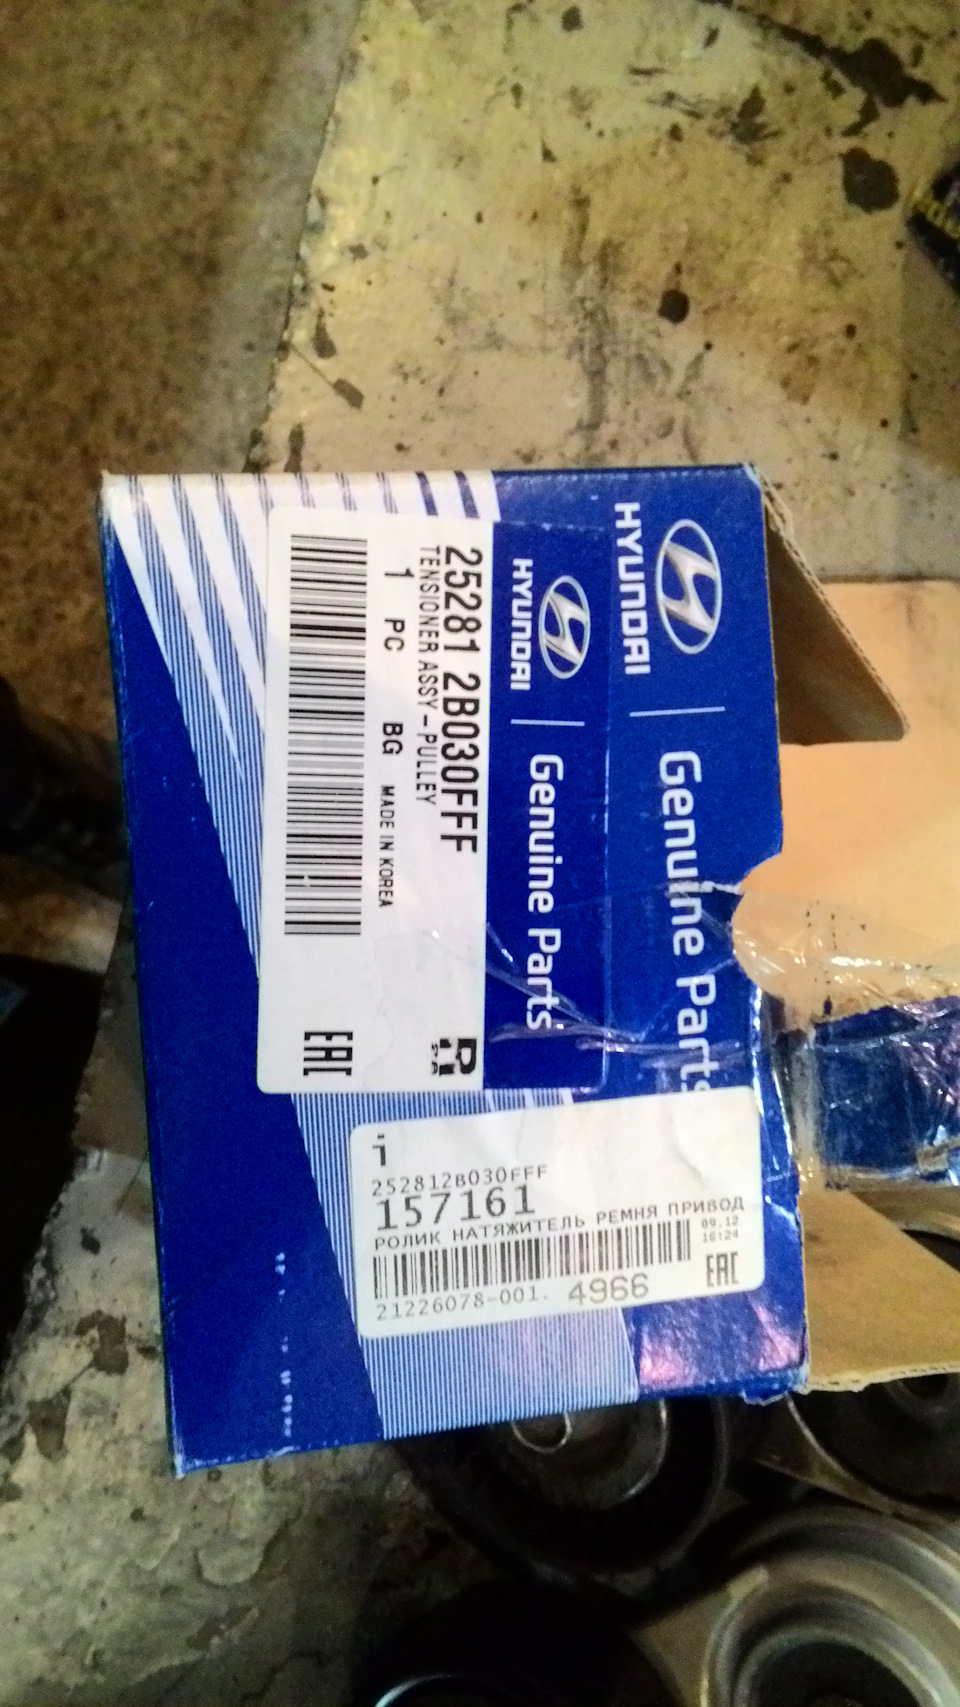 HYUNDAI | Genuine Parts
HYUNDAI | Genuine Parts
25281 2B030FFF
TENSIONER ASSY-PULLEY
1 PC BG MADE IN KOREA
EAC
252812B030FFF
157161
РОЛИК НАТЯЖИТЕЛЬ РЕМНЯ ПРИВОД
09.12
16:24
EAC
21226078-001. 4966